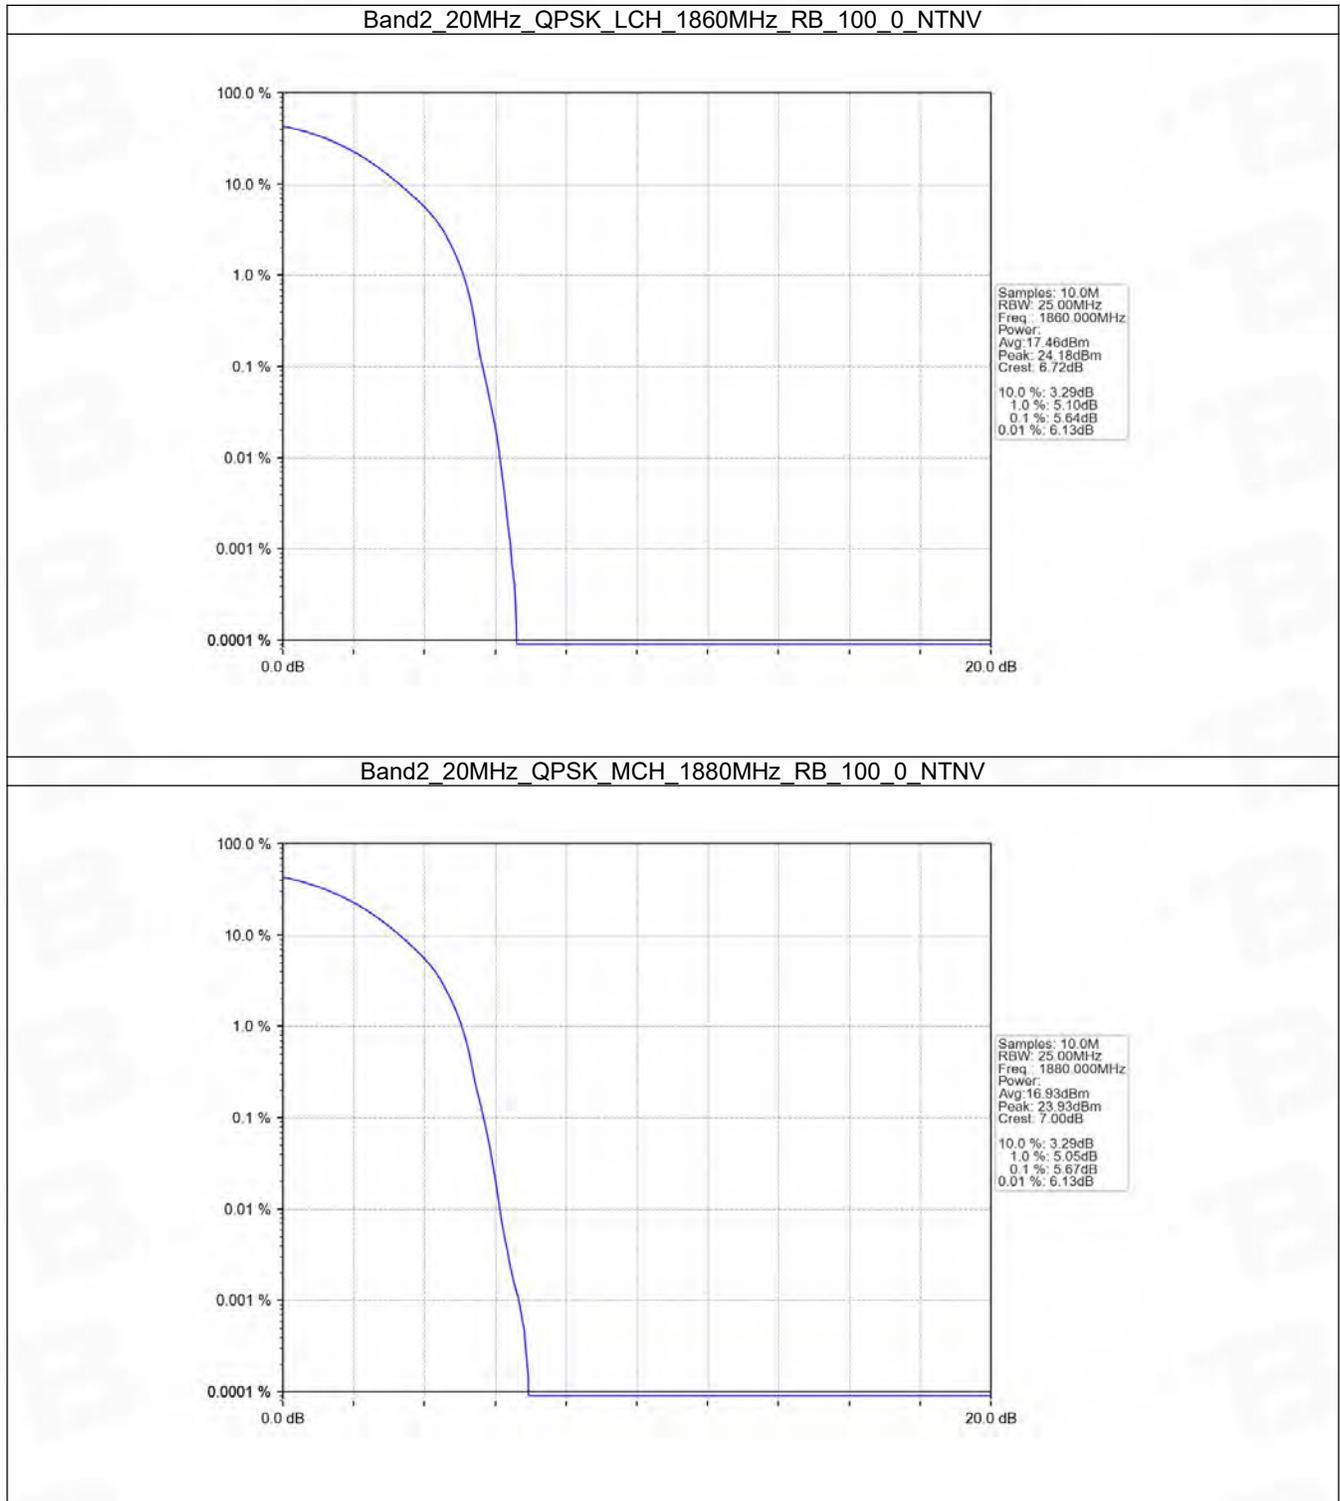 Band2_20MHz_QPSK_LCH_1860MHz_RB_100_0_NTNV
100.0 %
10.0 %
1.0 %
0.1 %
0.01 %
0.001 %
0.0001 %
0.0 dB
20.0 dB
Samples: 10.0M
RBW: 25.00MHz
Freq.: 1860.000MHz
Power:
Avg:17.46dBm
Peak: 24.18dBm
Crest: 6.72dB
10.0 %: 3.29dB
1.0 %: 5.10dB
0.1 %: 5.64dB
0.01 %: 6.13dB
Band2_20MHz_QPSK_MCH_1880MHz_RB_100_0_NTNV
100.0 %
10.0 %
1.0 %
0.1 %
0.01 %
0.001 %
0.0001 %
0.0 dB
20.0 dB
Samples: 10.0M
RBW: 25.00MHz
Freq.: 1880.000MHz
Power:
Avg:16.93dBm
Peak: 23.93dBm
Crest: 7.00dB
10.0 %: 3.29dB
1.0 %: 5.05dB
0.1 %: 5.67dB
0.01 %: 6.13dB